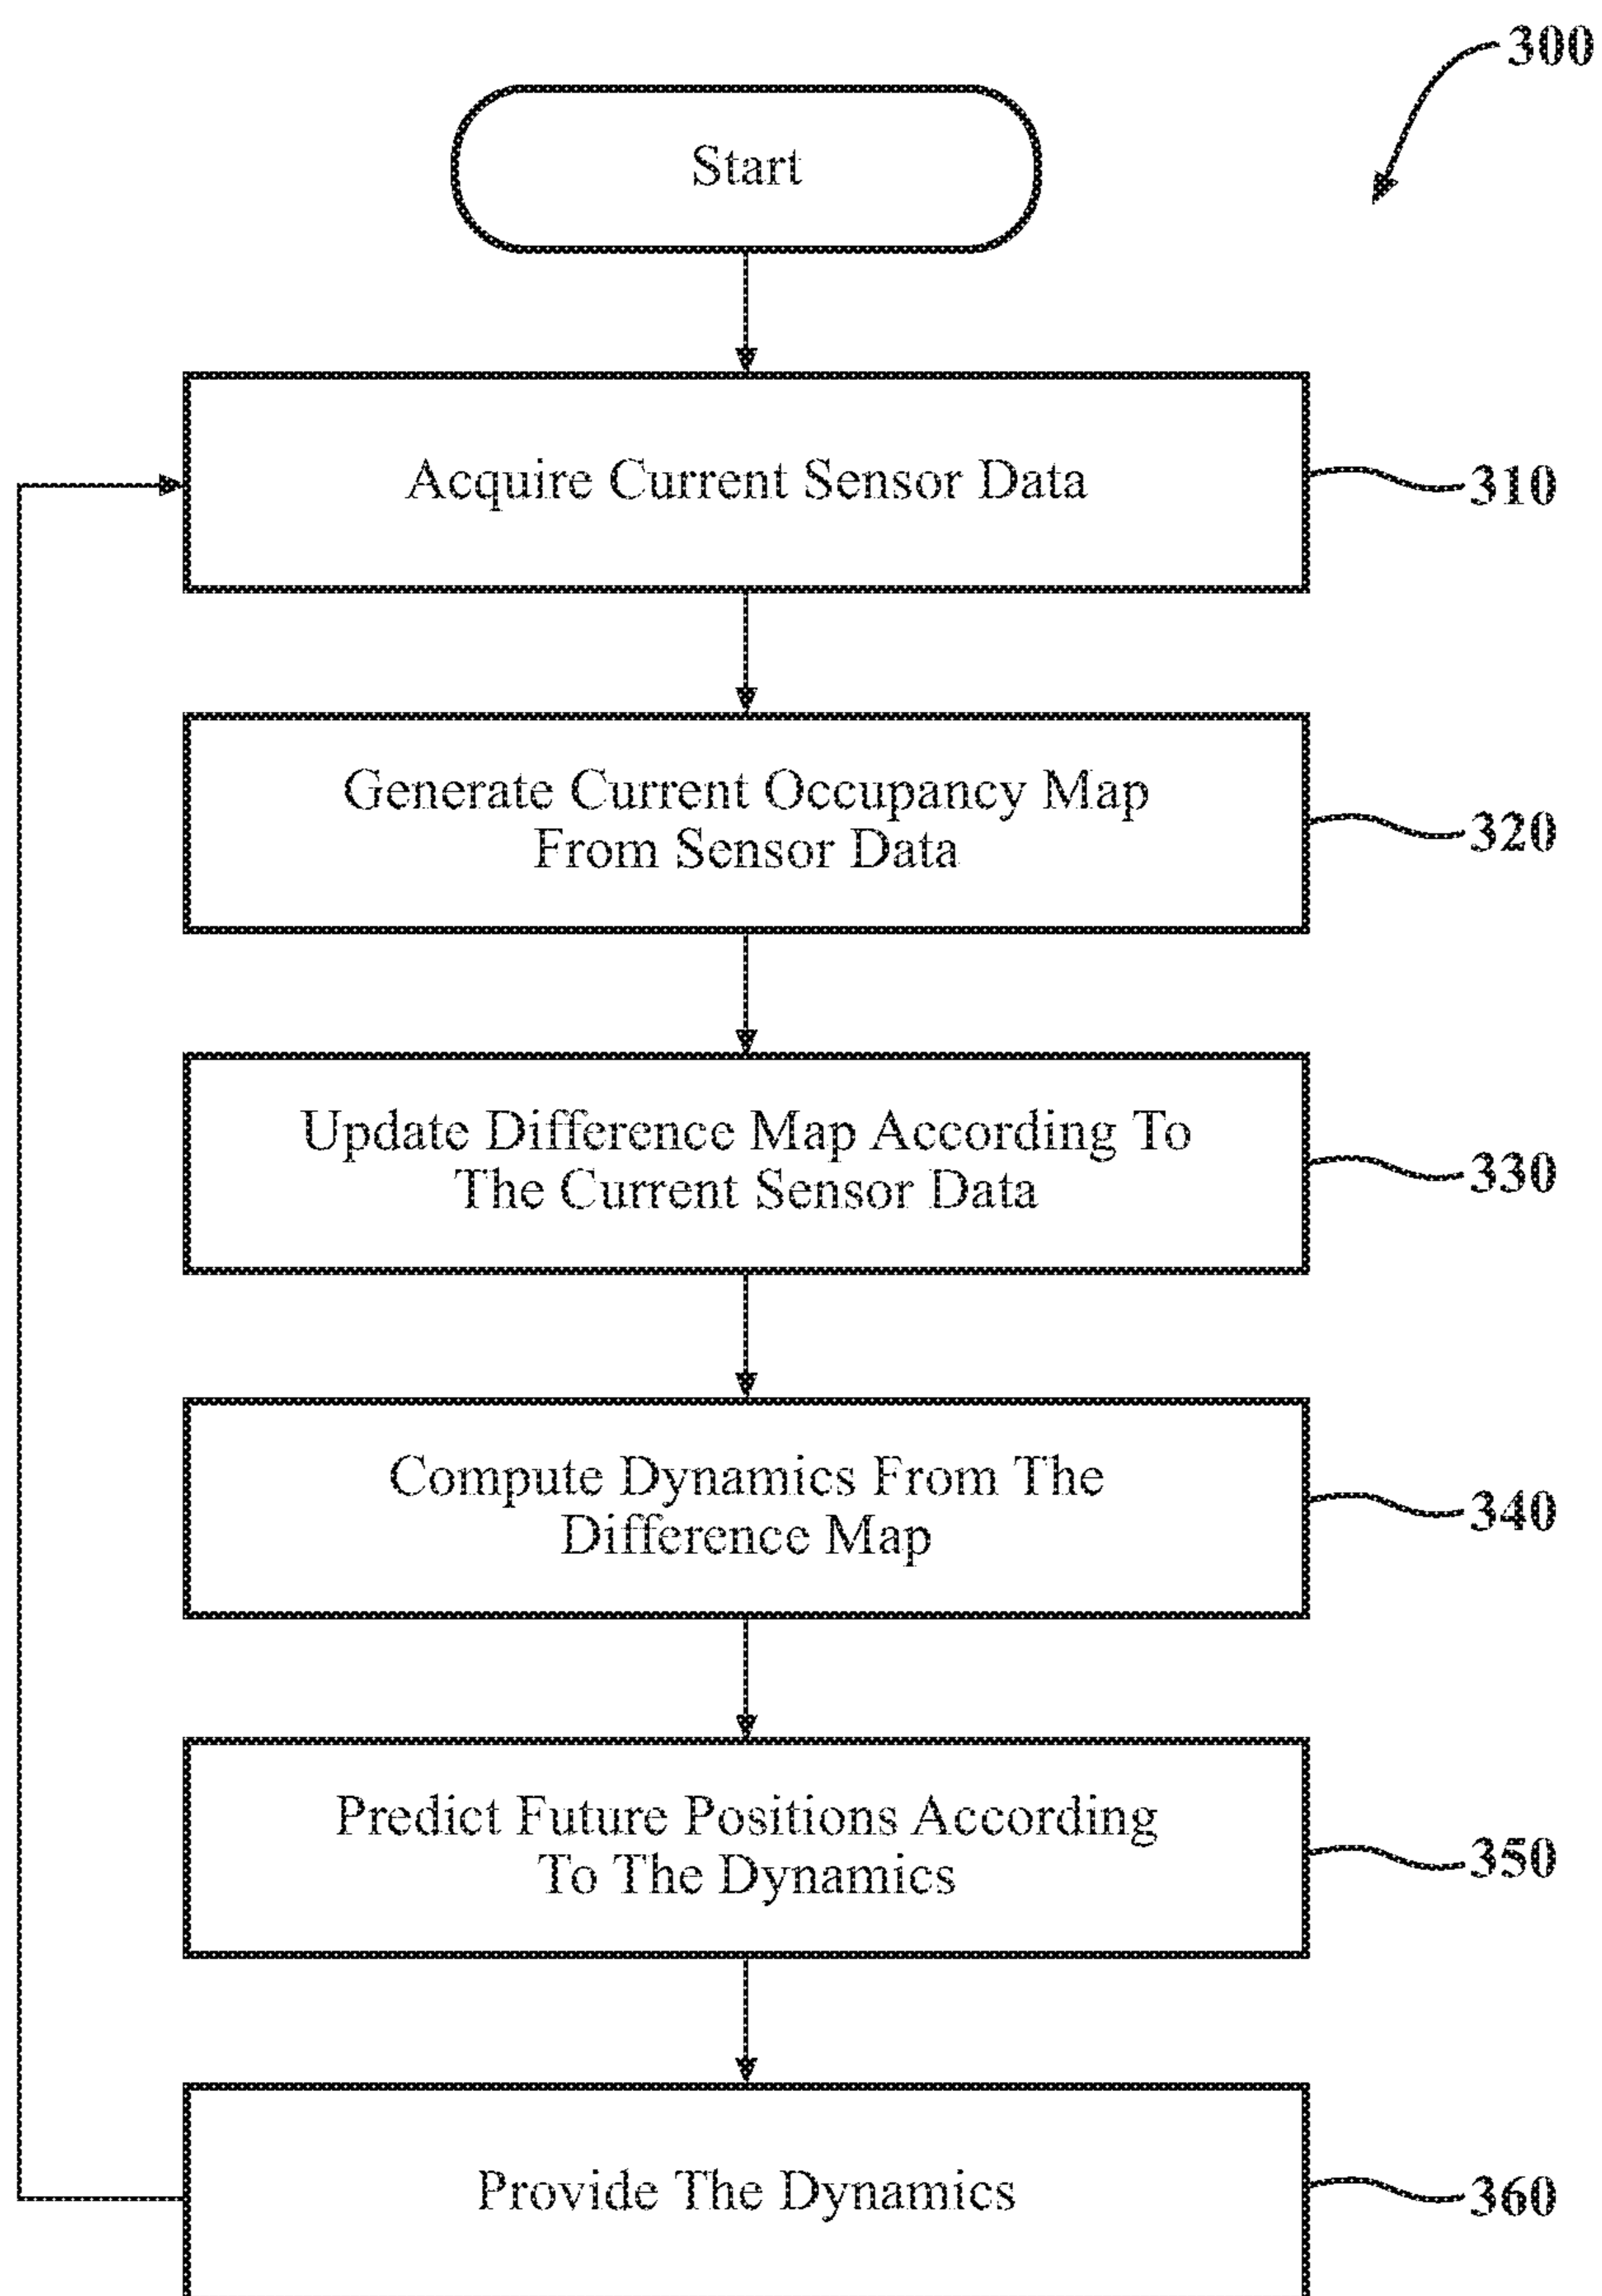 300
Start
Acquire Current Sensor Data
310
Generate Current Occupancy Map
From Sensor Data
320
Update Difference Map According To
The Current Sensor Data
330
Compute Dynamics From The
Difference Map
340
Predict Future Positions According
To The Dynamics
350
Provide The Dynamics
360